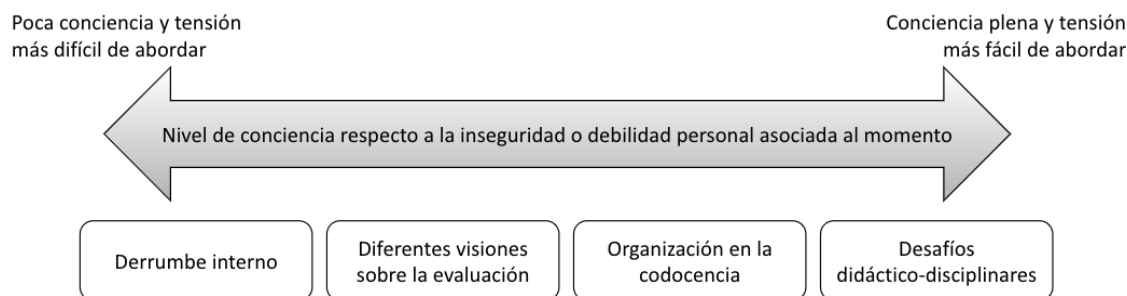 Poca conciencia y tensión
más difícil de abordar
Conciencia plena y tensión
más fácil de abordar
Nivel de conciencia respecto a la inseguridad o debilidad personal asociada al momento
Derrumbe interno
Diferentes visiones
sobre la evaluación
Organización en la
codocencia
Desafíos
didáctico-disciplinares